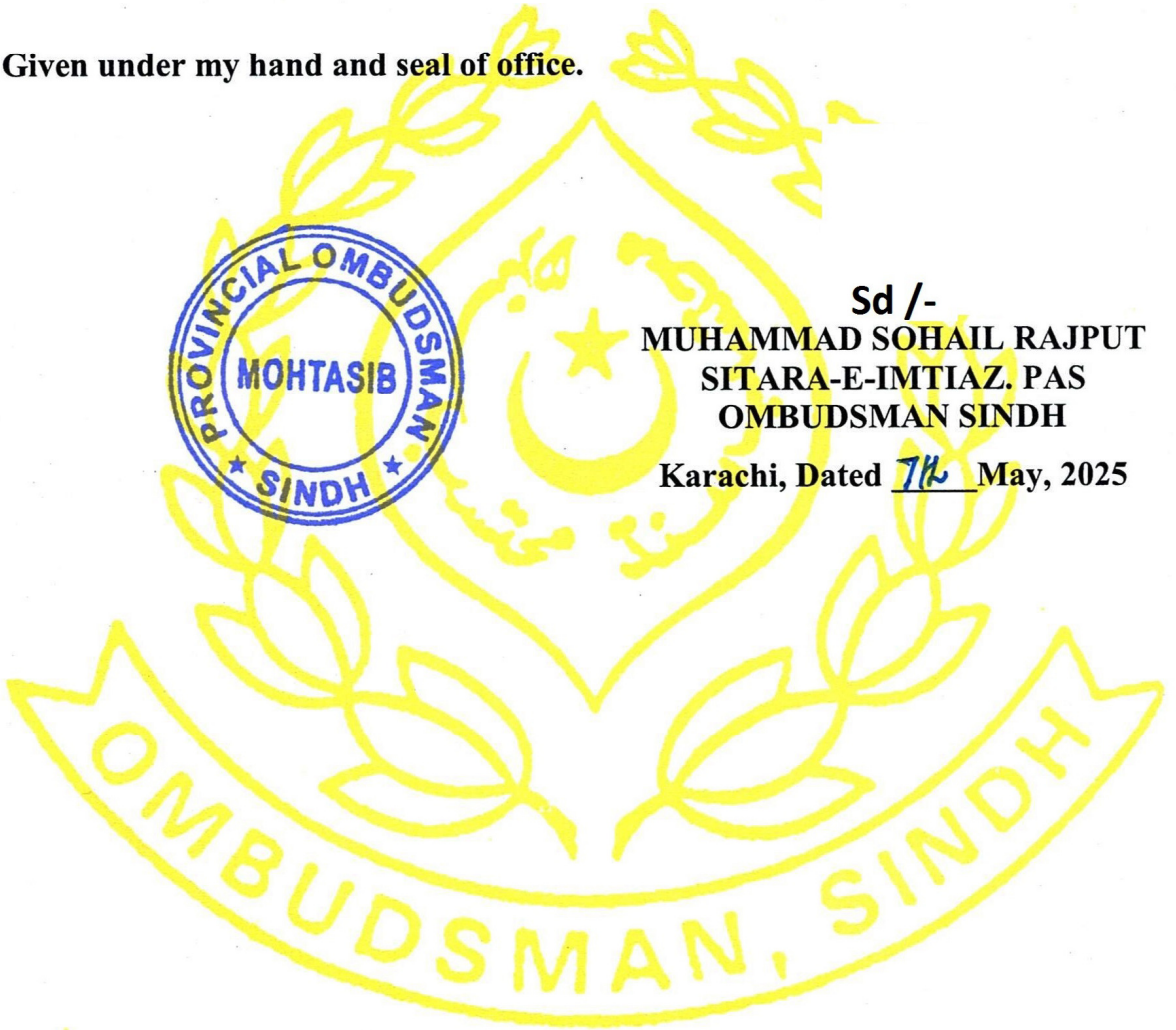 Given under my hand and seal of office.
PROVINCIAL OMBUDSMAN
MOHTASIB
★ SINDH ★
Sd /-
MUHAMMAD SOHAIL RAJPUT
SITARA-E-IMTIAZ. PAS
OMBUDSMAN SINDH
Karachi, Dated 7th May, 2025
OMBUDSMAN, SINDH